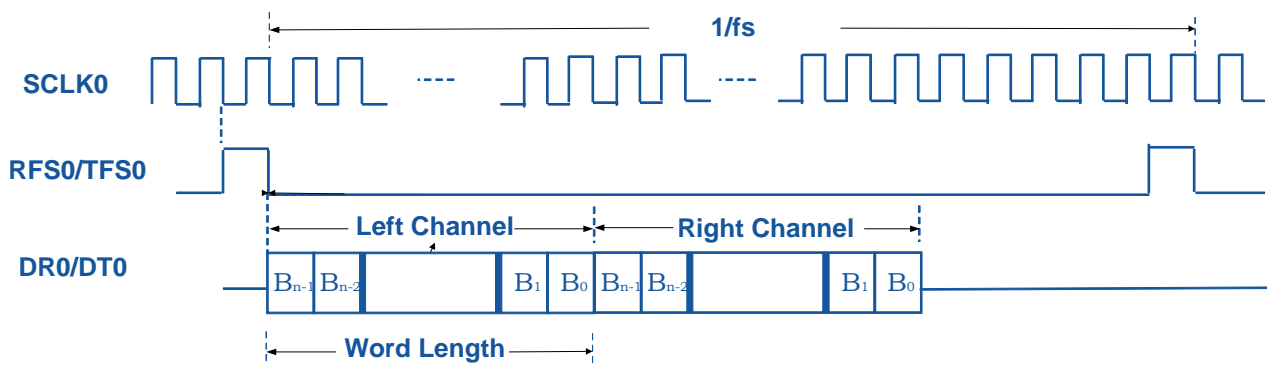 1/fs
SCLK0
RFS0/TFS0
Left Channel Right Channel
DR0/DT0
Bn-1 Bn-2 B1 B0 Bn-1 Bn-2 B1 B0
Word Length